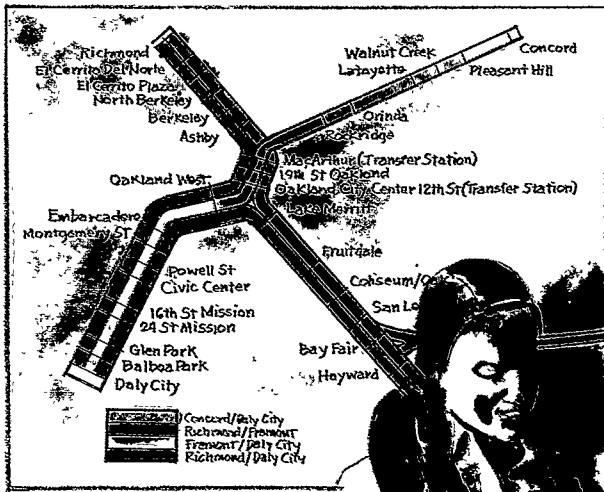 Richmond
El Cerrito Del Norte
El Cerrito Plaza
North Berkeley
Berkeley
Ashby
Walnut Creek
Lafayette
Concord
Pleasant Hill
Orinda
Rockridge
MacArthur (Transfer Station)
19th St Oakland
Oakland City Center 12th St (Transfer Station)
Lake Merritt
Oakland West
Embarcadero
Montgomery ST
Powell St
Civic Center
16th St Mission
24 St Mission
Glen Park
Balboa Park
Daly City
Fruitvale
Coliseum/
San
Bay Fair
Hayward
Concord/Daly City
Richmond/Fremont
Fremont/Daly City
Richmond/Daly City